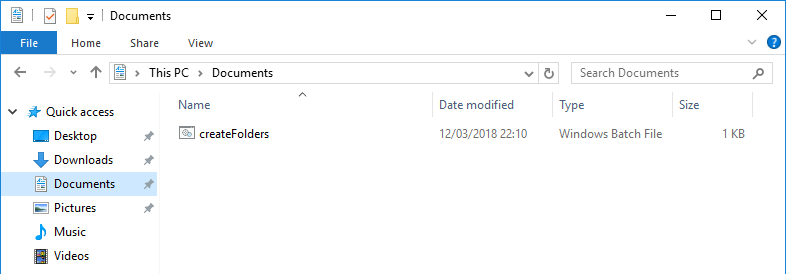 Documents
File Home Share View
This PC Documents Search Documents
Quick access
Desktop
Downloads
Documents
Pictures
Music
Videos
Name Date modified Type Size
createFolders 12/03/2018 22:10 Windows Batch File 1 KB